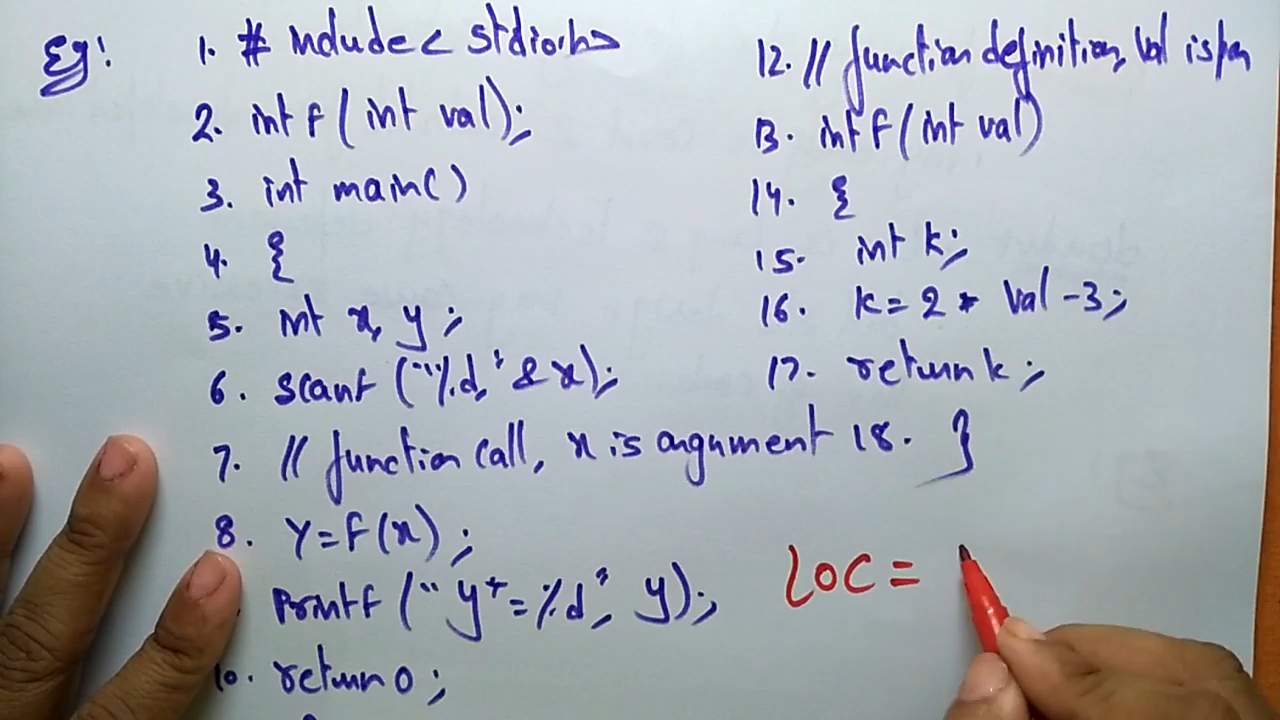 Eg:
1. # include < stdio.h>
2. int f (int val);
3. int main()
4. {
5. int x, y;
6. scanf ("%d," &x);
7. // function call, x is argument
8. Y=f(x);
printf ("y+=%d", y);
10. return 0;
12. // function definition, val is
13. int f (int val)
14. {
15. int k;
16. k = 2 * val -3;
17. return k;
18. }
LOC =